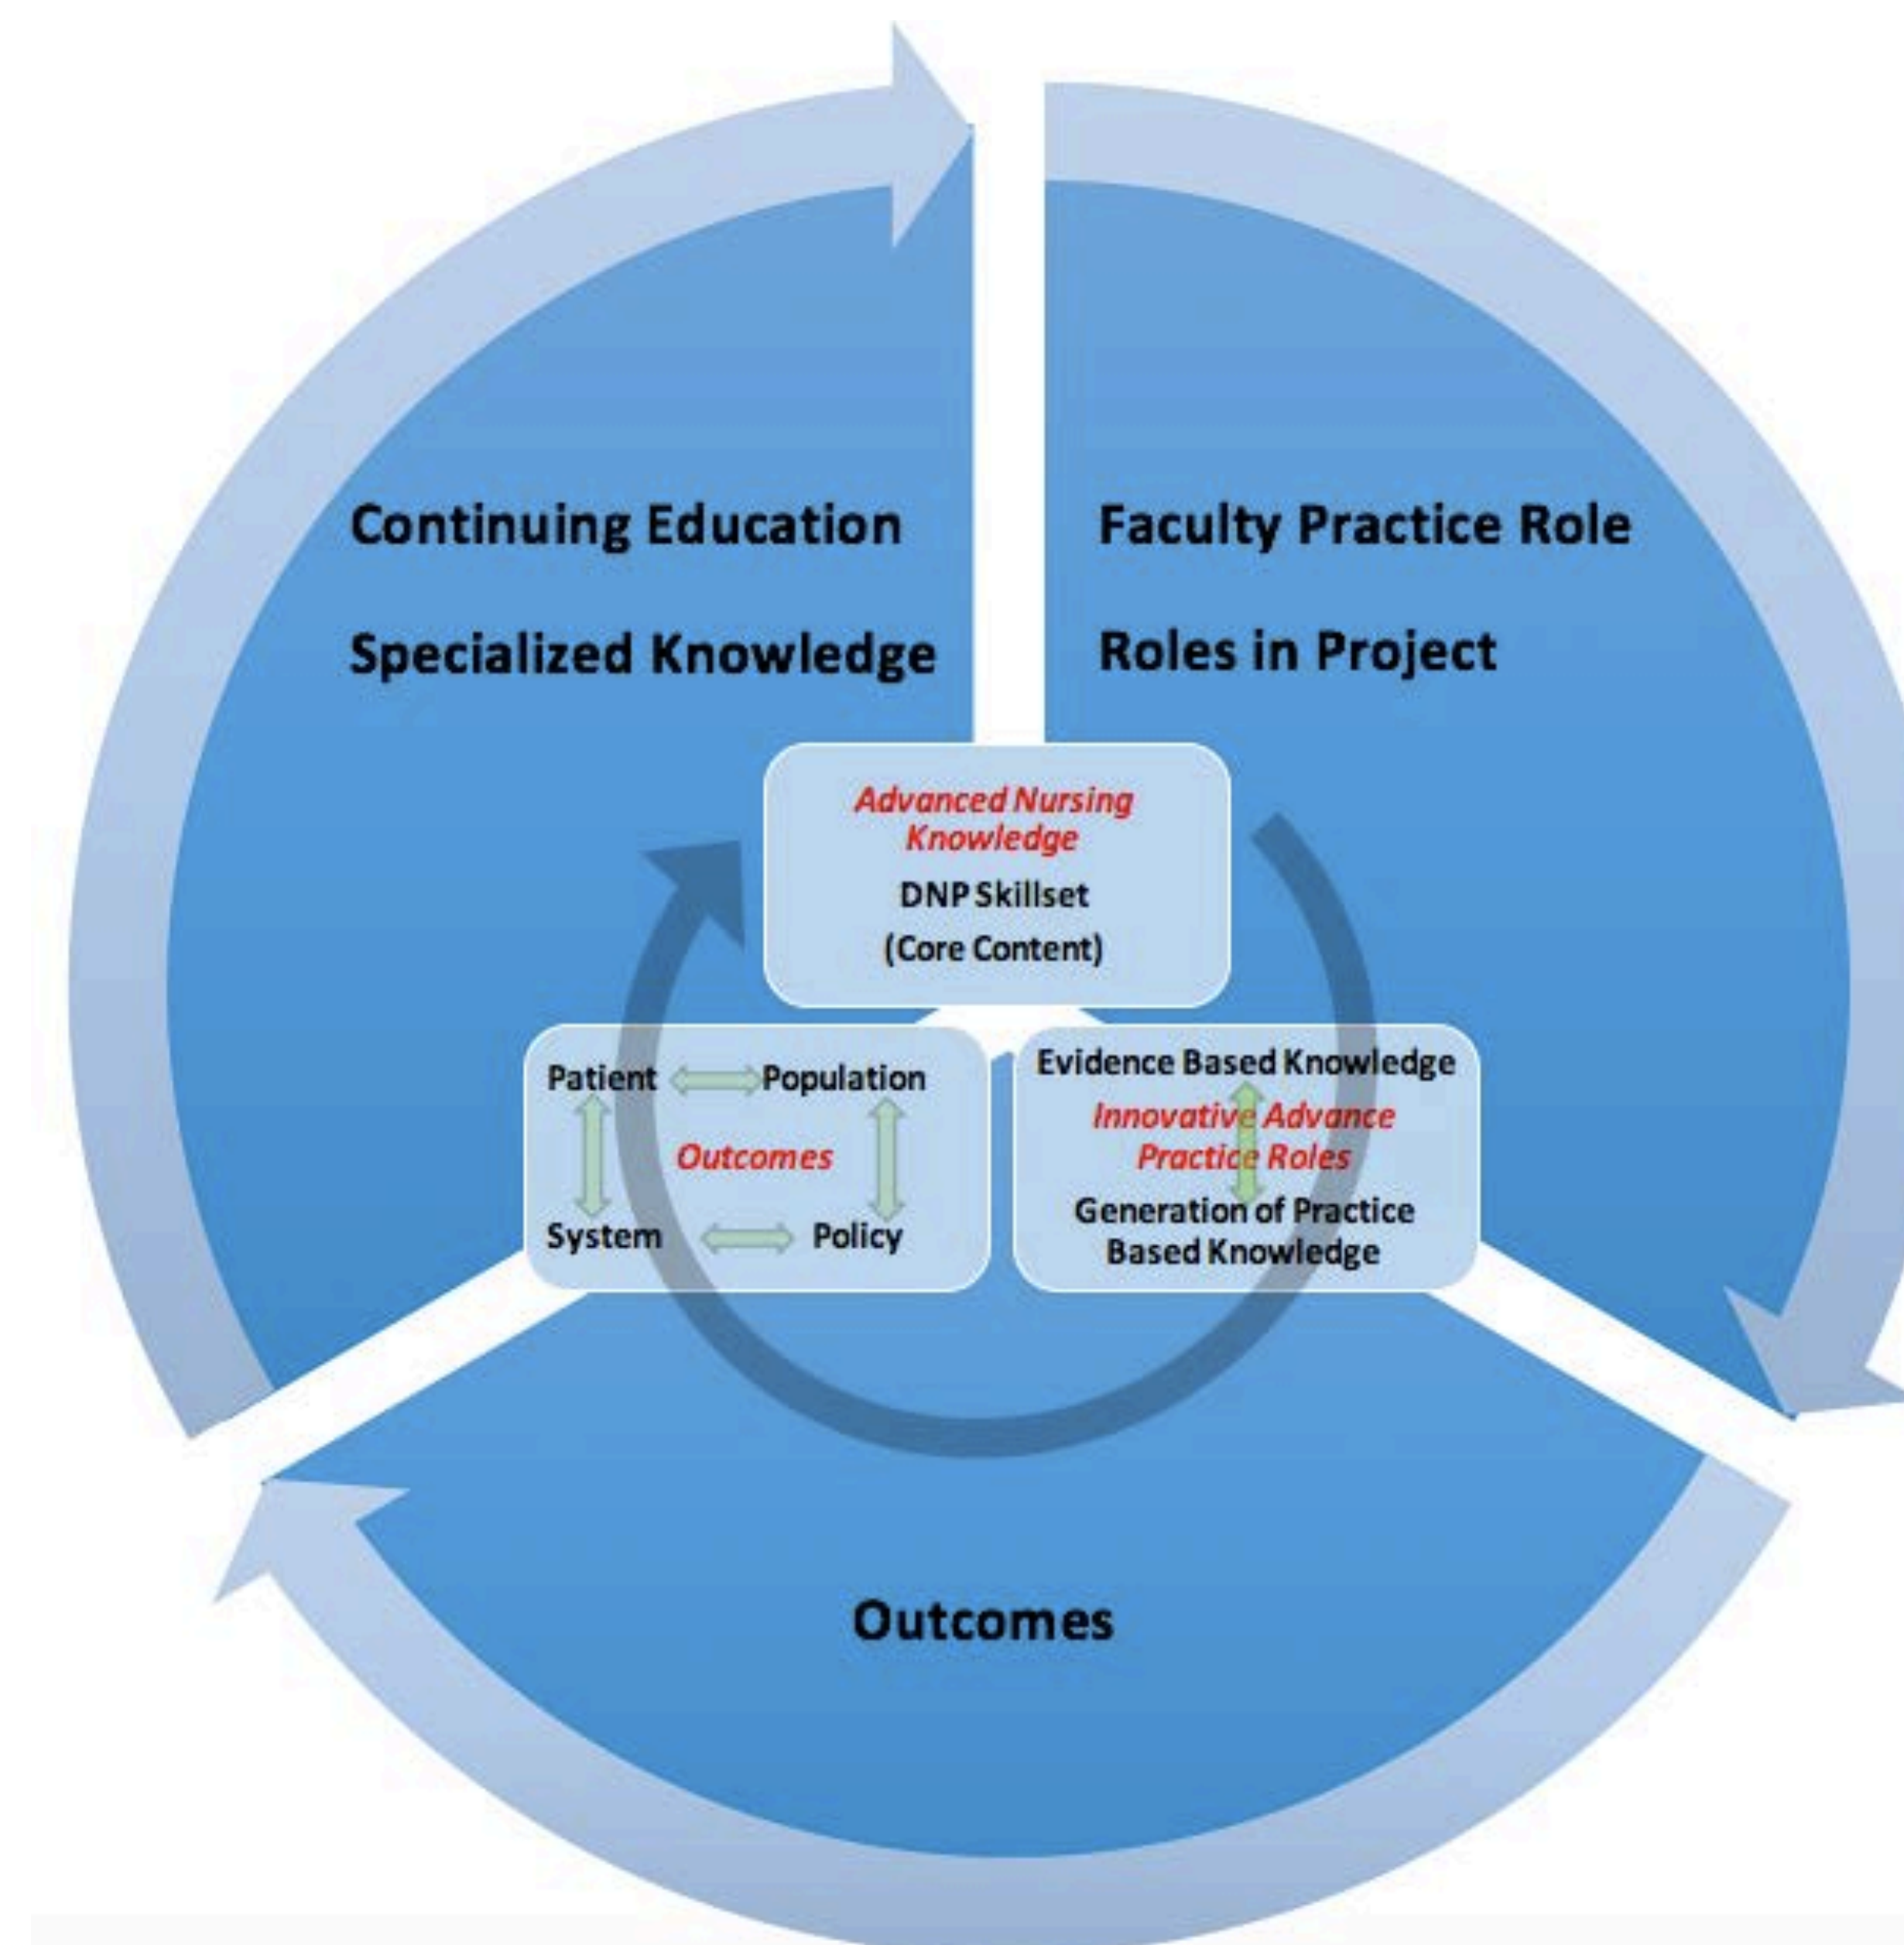 Continuing Education
Specialized Knowledge
Faculty Practice Role
Roles in Project
Advanced Nursing
Knowledge
DNP Skillset
(Core Content)
Patient Population
Outcomes
System Policy
Evidence Based Knowledge
Innovative Advance
Practice Roles
Generation of Practice
Based Knowledge
Outcomes